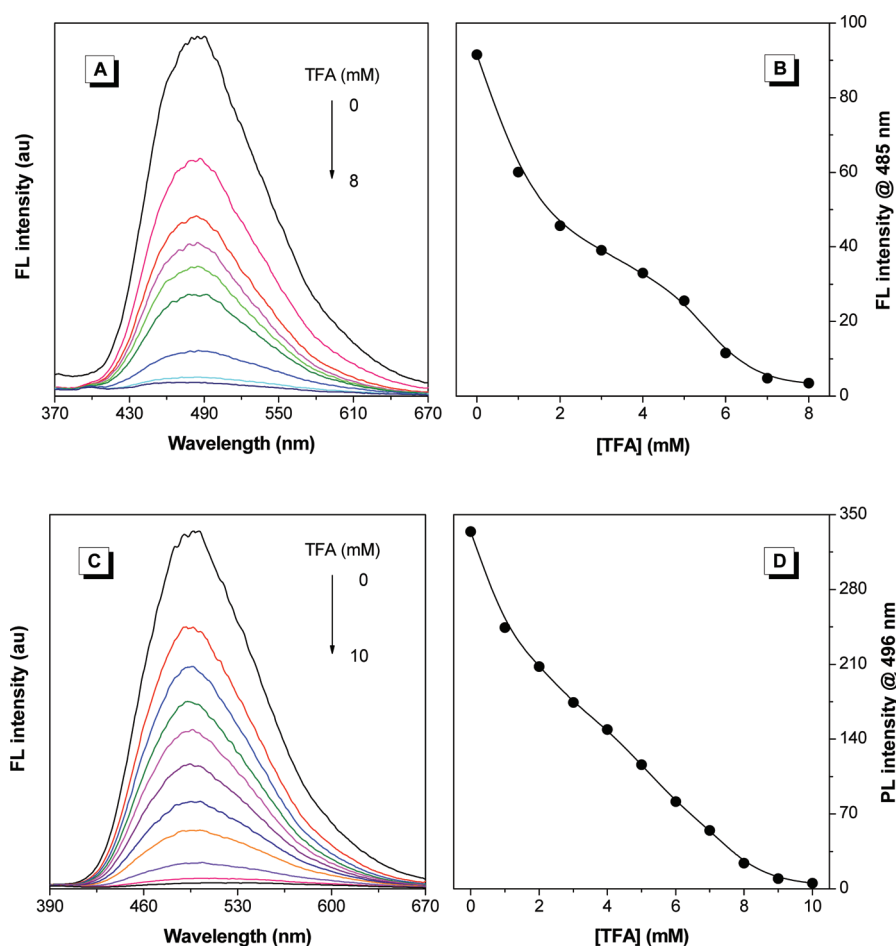 A
TFA (mM)
0
8
FL intensity (au)
370 430 490 550 610 670
Wavelength (nm)
B
100
80
60
40
20
0
FL intensity @ 485 nm
0 2 4 6 8
[TFA] (mM)
C
TFA (mM)
0
10
FL intensity (au)
390 460 530 600 670
Wavelength (nm)
D
350
280
210
140
70
0
PL intensity @ 496 nm
0 2 4 6 8 10
[TFA] (mM)